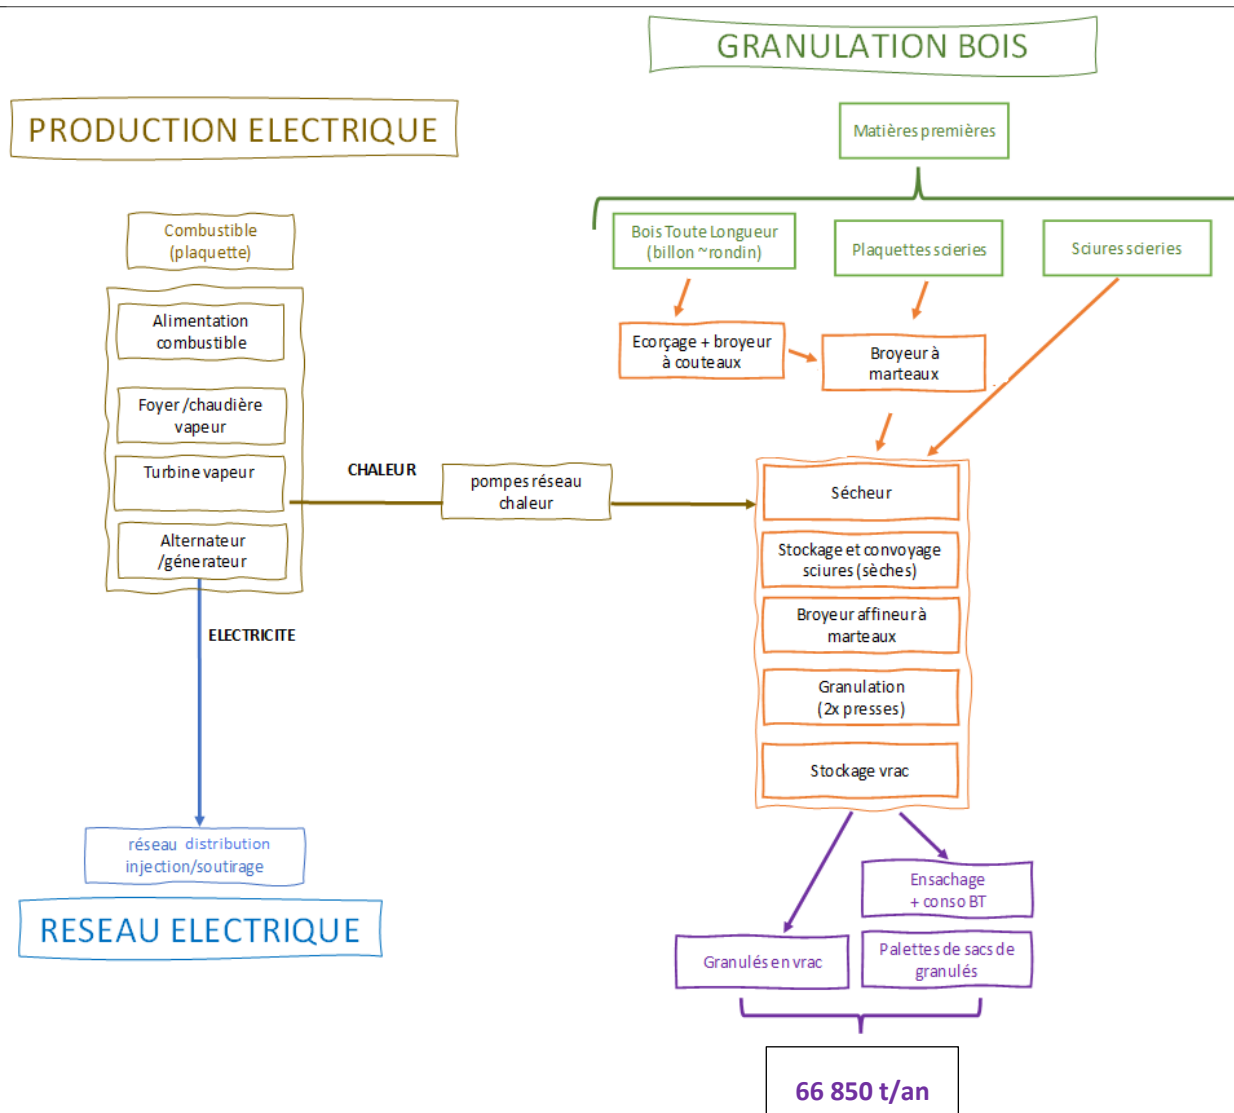 GRANULATION BOIS
PRODUCTION ELECTRIQUE
Matières premières
Combustible
(plaquette)
Bois Toute Longueur
(billon ~rondin)
Plaquettes scieries
Sciures scieries
Alimentation
combustible
Ecorçage + broyeur
à couteaux
Broyeur à
marteaux
Foyer /chaudière
vapeur
Turbine vapeur
CHALEUR
pompes réseau
chaleur
Sécheur
Alternateur
/génerateur
Stockage et convoyage
sciures (sèches)
ELECTRICITE
Broyeur affineur à
marteaux
Granulation
(2x presses)
Stockage vrac
réseau distribution
injection/soutirage
RESEAU ELECTRIQUE
Ensachage
+ conso BT
Granulés en vrac
Palettes de sacs de
granulés
66 850 t/an